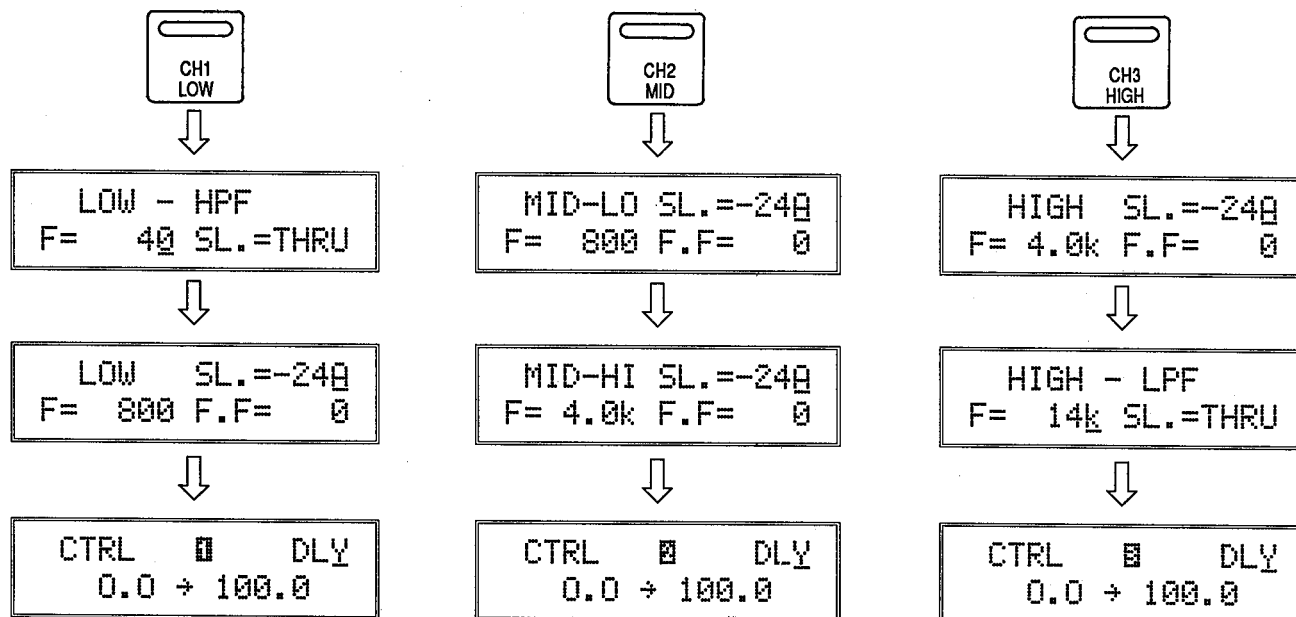 CH1
LOW
LOW - HPF
F= 40 SL.=THRU
LOW SL.=-24A
F= 800 F.F= 0
CTRL 1 DLY
0.0 → 100.0
CH2
MID
MID-LO SL.=-24A
F= 800 F.F= 0
MID-HI SL.=-24A
F= 4.0k F.F= 0
CTRL 2 DLY
0.0 → 100.0
CH3
HIGH
HIGH SL.=-24A
F= 4.0k F.F= 0
HIGH - LPF
F= 14k SL.=THRU
CTRL 3 DLY
0.0 → 100.0